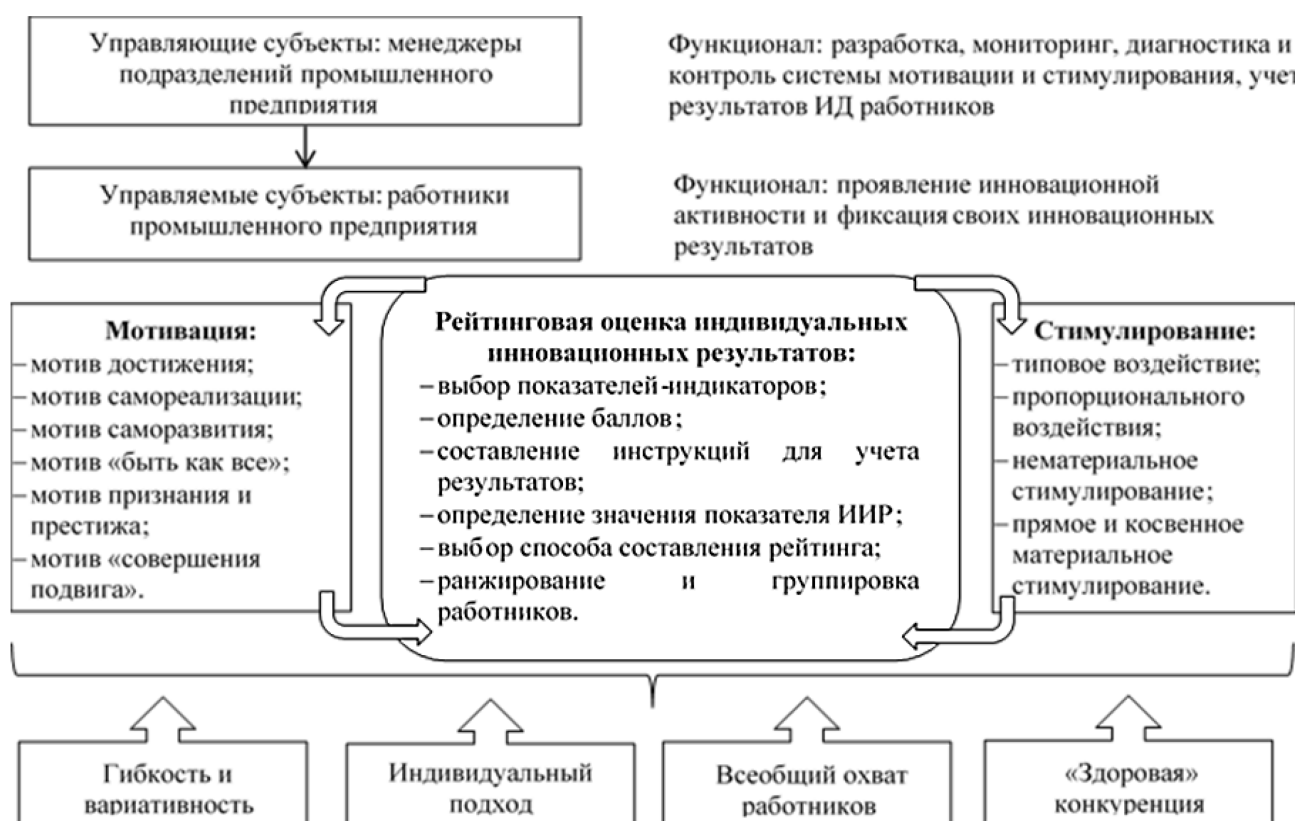 Управляющие субъекты: менеджеры
подразделений промышленного
предприятия
Функционал: разработка, мониторинг, диагностика и
контроль системы мотивации и стимулирования, учет
результатов ИД работников
Управляемые субъекты: работники
промышленного предприятия
Функционал: проявление инновационной
активности и фиксация своих инновационных
результатов
Мотивация:
– мотив достижения;
– мотив самореализации;
– мотив саморазвития;
– мотив «быть как все»;
– мотив признания и
престижа;
– мотив «совершения
подвига».
Рейтинговая оценка индивидуальных
инновационных результатов:
– выбор показателей-индикаторов;
– определение баллов;
– составление инструкций для учета
результатов;
– определение значения показателя ИИР;
– выбор способа составления рейтинга;
– ранжирование и группировка
работников.
Стимулирование:
– типовое воздействие;
– пропорционального
воздействия;
– нематериальное
стимулирование;
– прямое и косвенное
материальное
стимулирование.
Гибкость и
вариативность
Индивидуальный
подход
Всеобщий охват
работников
«Здоровая»
конкуренция